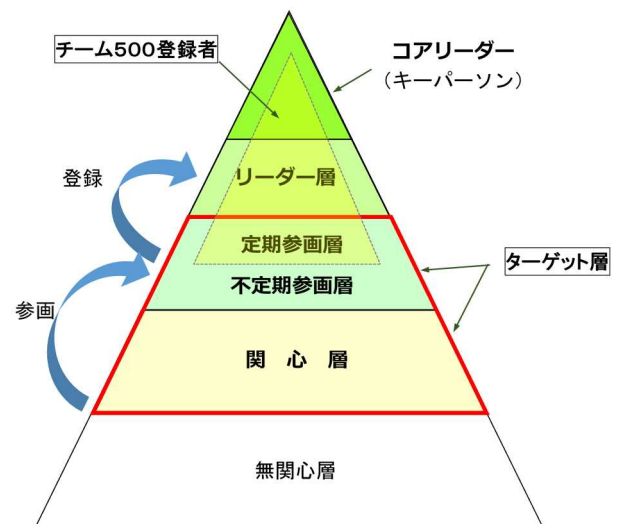 チーム500登録者
コアリーダー
（キーパーソン）
登録
リーダー層
定期参画層
ターゲット層
不定期参画層
参画
関 心 層
無関心層